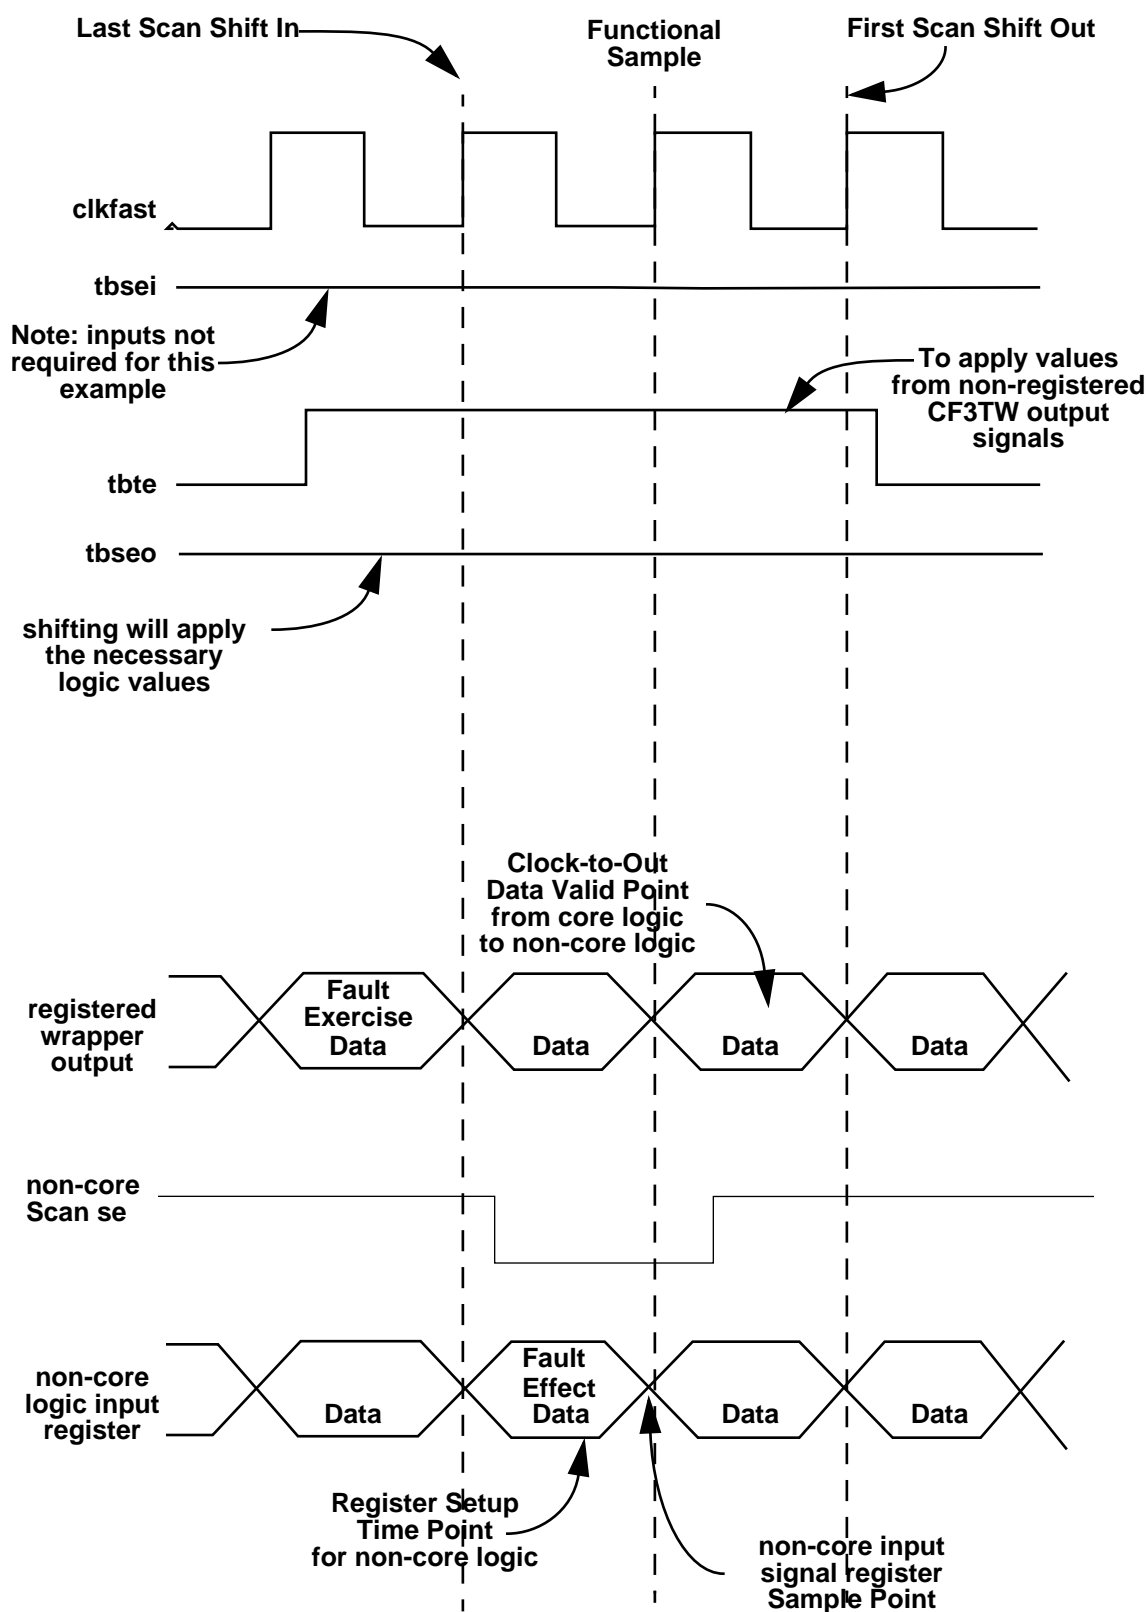 Last Scan Shift In
Functional
Sample
First Scan Shift Out
clkfast
tbsei
Note: inputs not
required for this
example
To apply values
from non-registered
CF3TW output
signals
tbte
tbseo
shifting will apply
the necessary
logic values
Clock-to-Out
Data Valid Point
from core logic
to non-core logic
registered
wrapper
output
Fault
Exercise
Data
Data
Data
Data
non-core
Scan se
non-core
logic input
register
Data
Fault
Effect
Data
Data
Data
Register Setup
Time Point
for non-core logic
non-core input
signal register
Sample Point